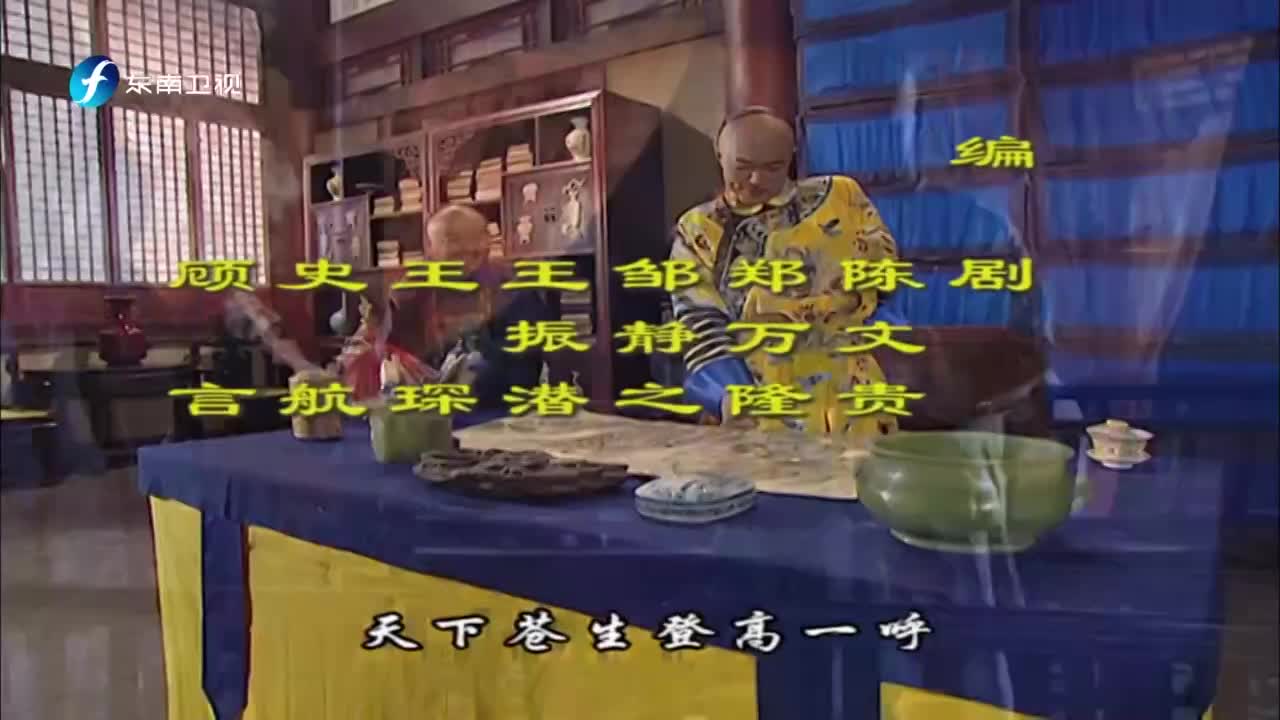 东南卫视
编剧
陈文贵
郑万隆
邹静之
王振潜
王琛
史航
顾言
天下苍生登高一呼